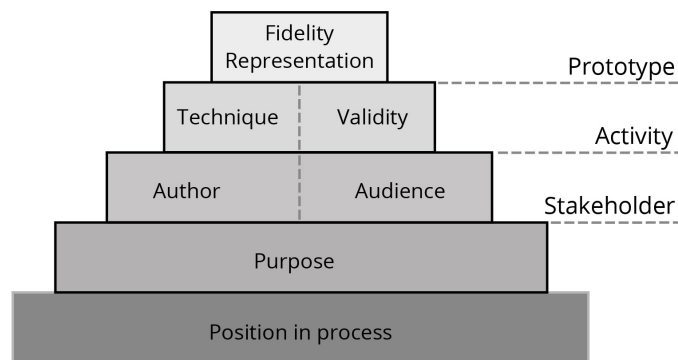 Fidelity
Representation
Prototype
Technique
Validity
Activity
Author
Audience
Stakeholder
Purpose
Position in process